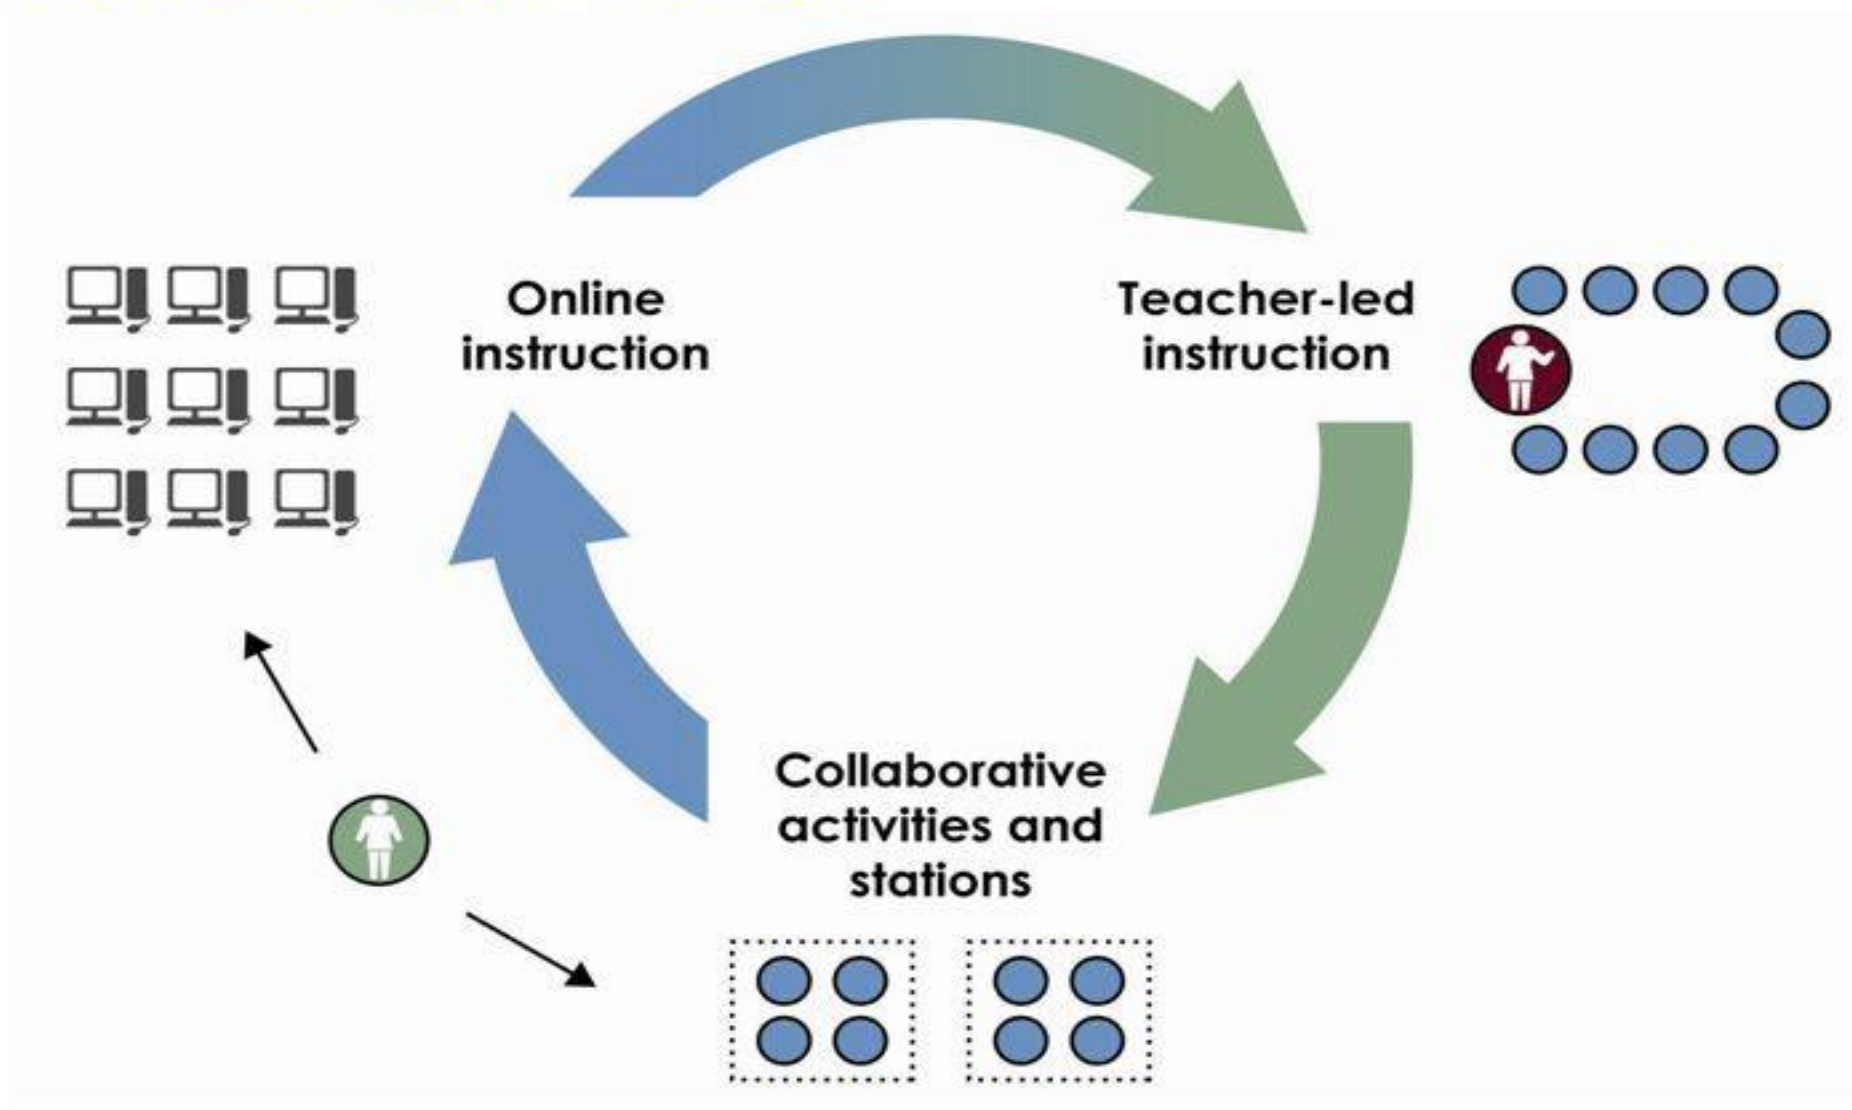 Online
instruction
Teacher-led
instruction
Collaborative
activities and
stations